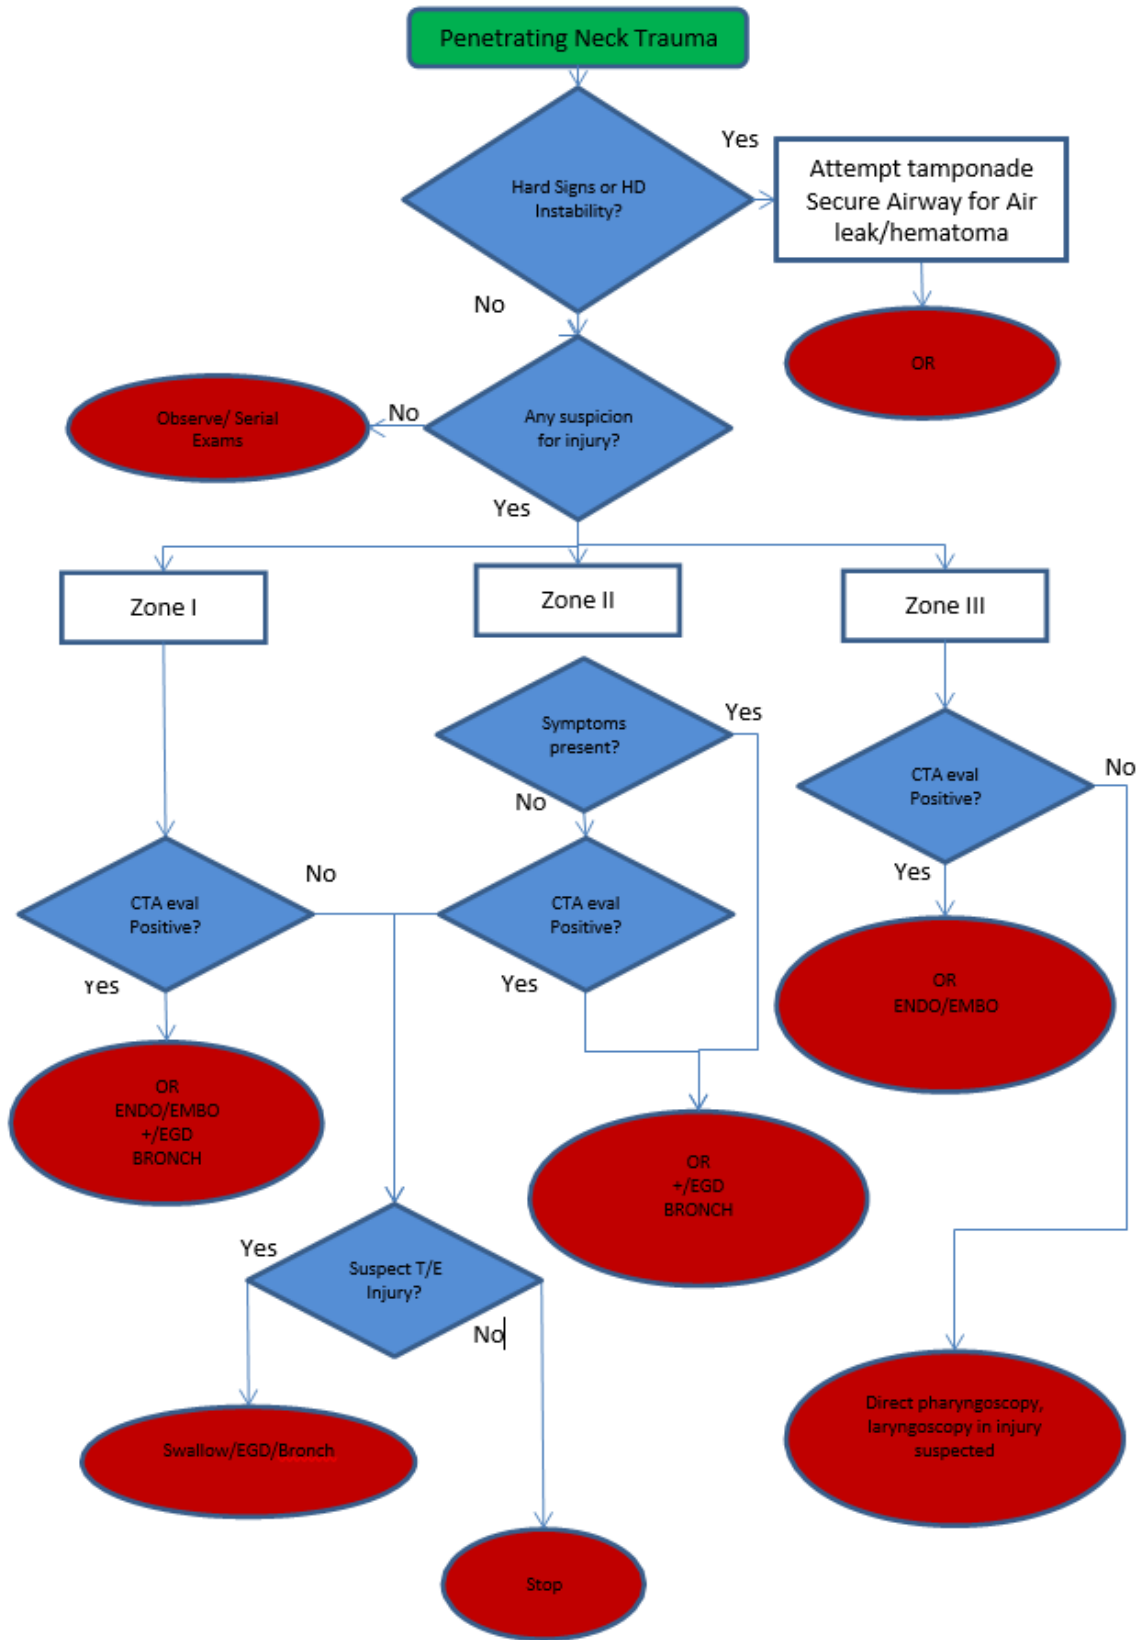 Penetrating Neck Trauma
Yes
Hard Signs or HD
Instability?
Attempt tamponade
Secure Airway for Air
leak/hematoma
No
OR
Observe/ Serial
Exams
No
Any suspicion
for injury?
Yes
Zone I
Zone II
Zone III
Symptoms
present?
Yes
No
CTA eval
Positive?
No
Yes
CTA eval
Positive?
No
Yes
CTA eval
Positive?
Yes
OR
ENDO/EMBO
OR
ENDO/EMBO
+/EGD
BRONCH
OR
+/EGD
BRONCH
Yes
Suspect T/E
Injury?
No
Swallow/EGD/Bronch
Direct pharyngoscopy,
laryngoscopy in injury
suspected
Stop